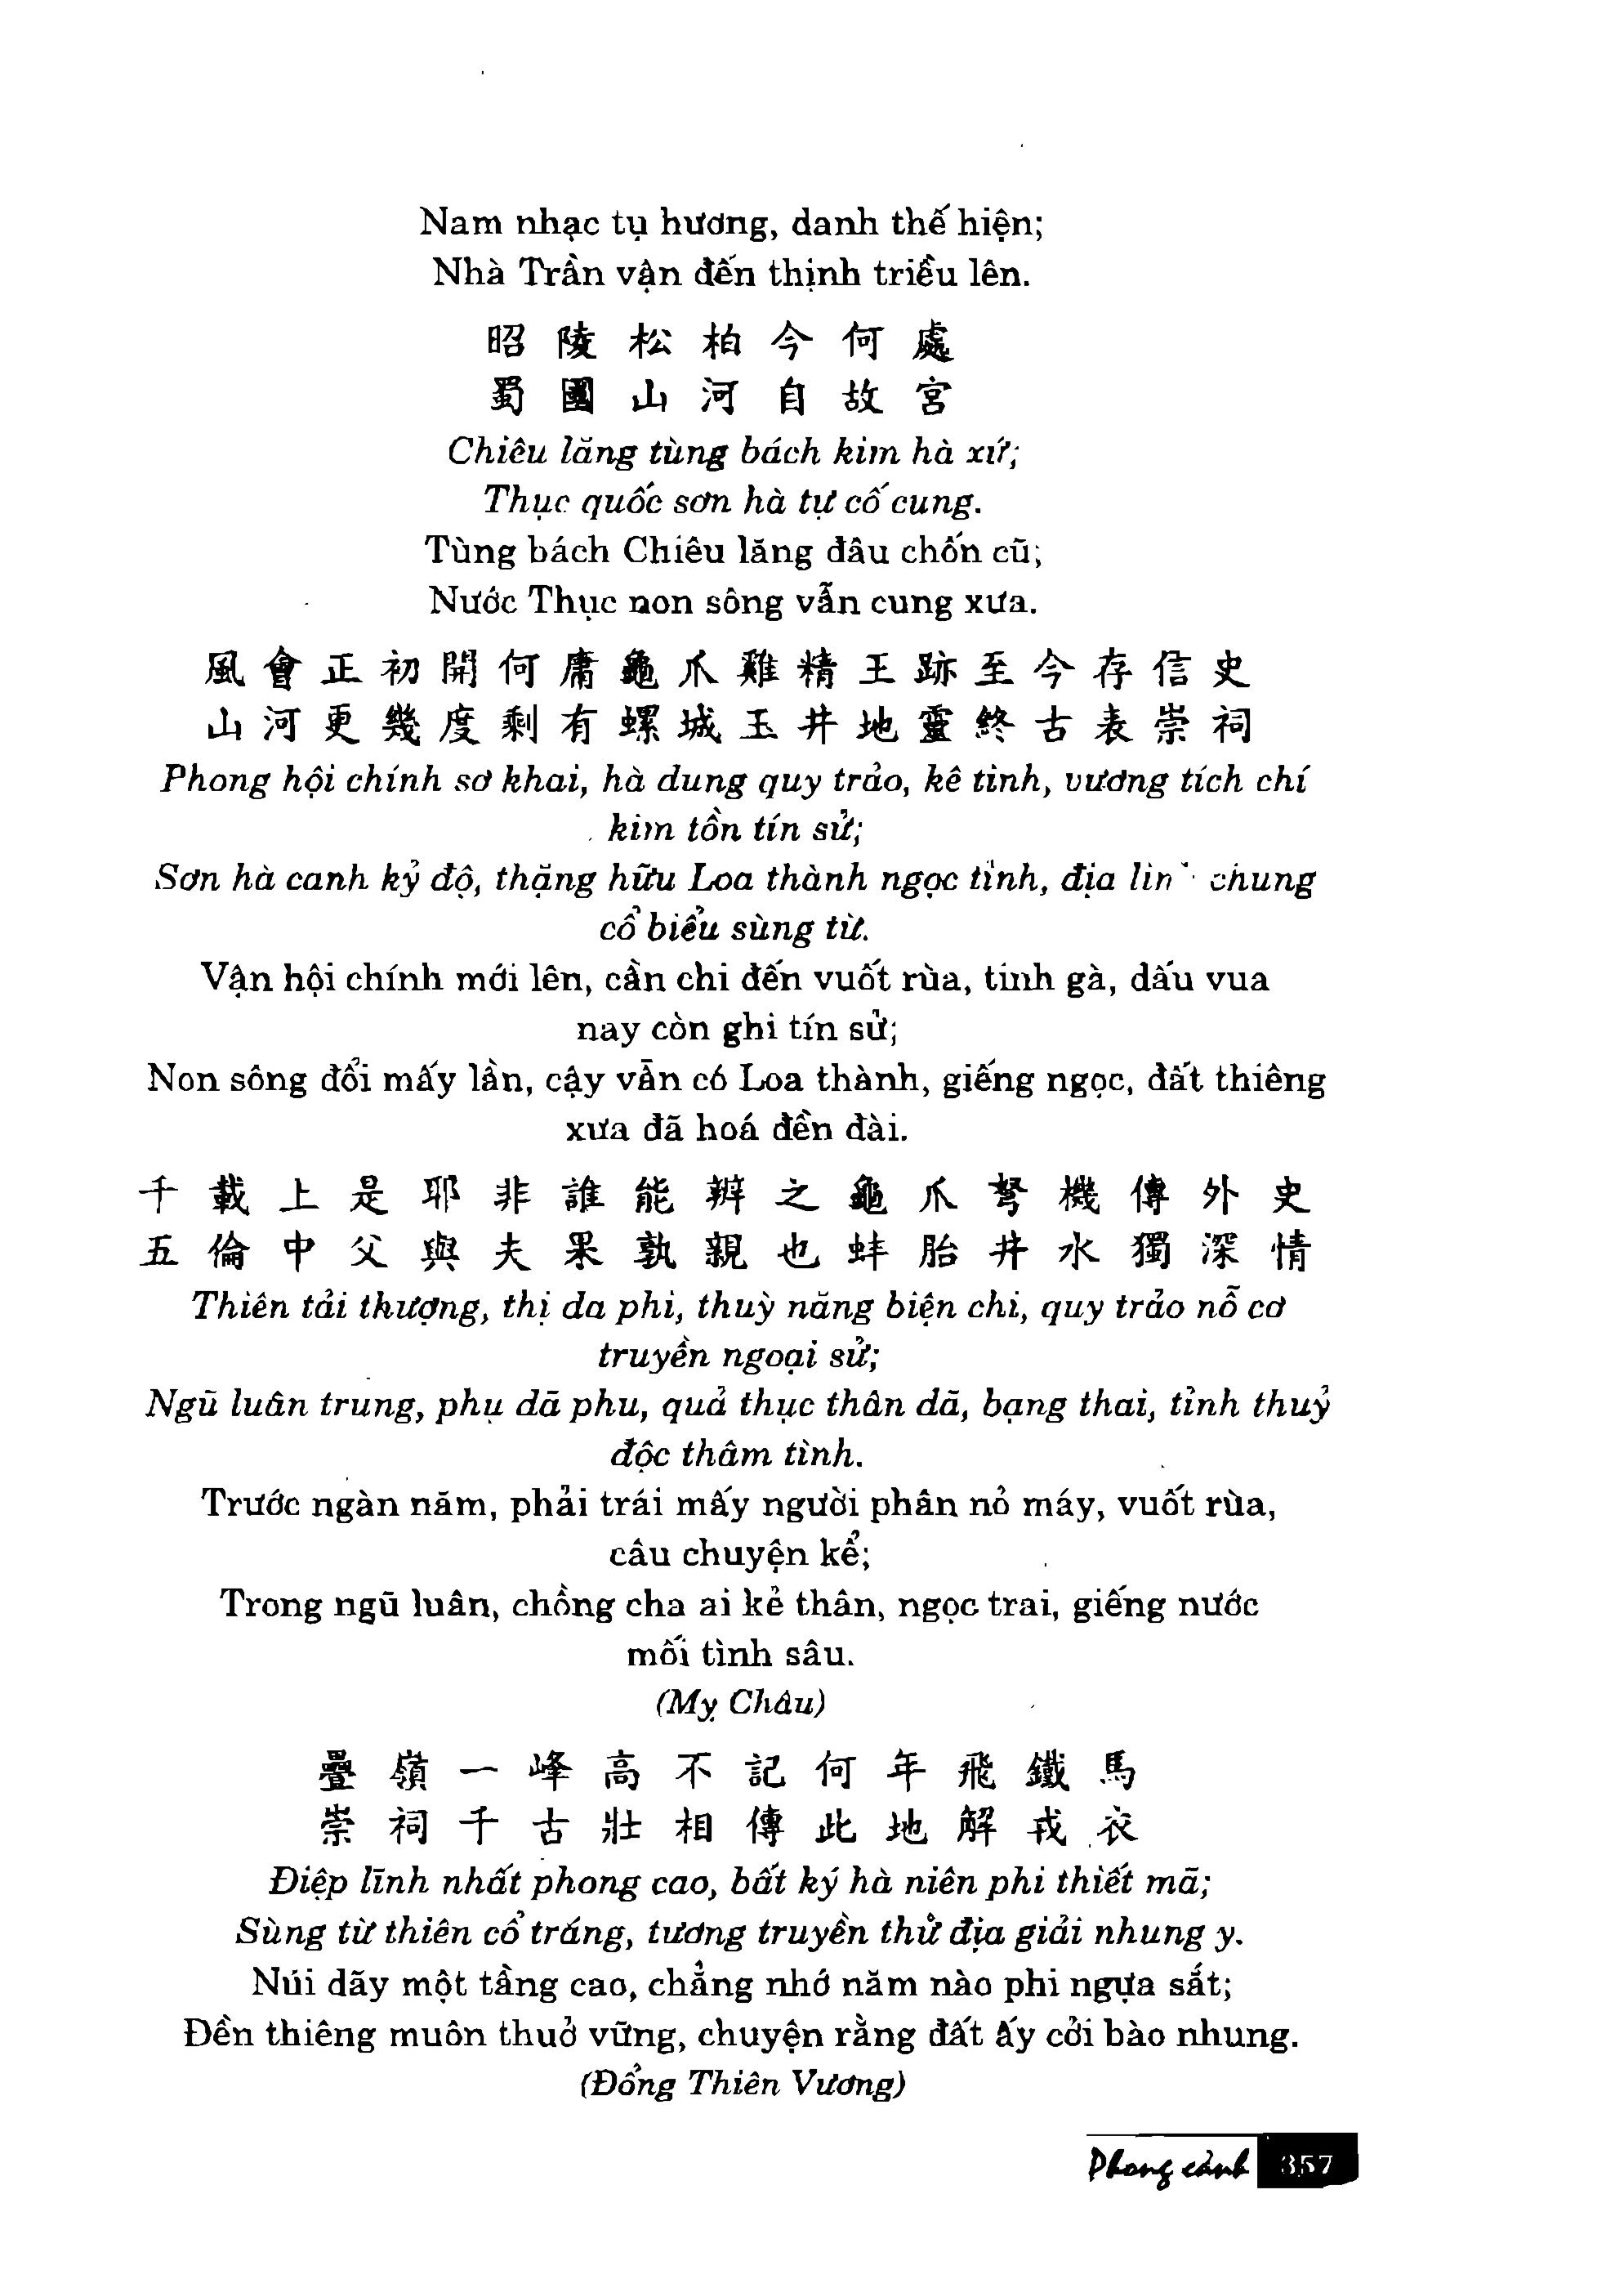 Nam nhạc tụ hương, danh thế hiện;
Nhà Trần vận đến thịnh triều lên.
昭陵松柏今何處
蜀國山河自故宮
Chiêu lăng tùng bách kim hà xứ;
Thục quốc sơn hà tự cố cung.
Tùng bách Chiêu lăng đâu chốn cũ;
Nước Thục non sông vẫn cung xưa.
風會正初開何庸龜爪雞精王跡至今存信史
山河更幾度剩有螺城玉井地靈終古表崇祠
Phong hội chính sơ khai, hà dung quy trảo, kê tinh, vương tích chí
kim tồn tín sử;
Sơn hà canh kỷ độ, thặng hữu Loa thành ngọc tỉnh, địa chung
cổ biểu sùng từ.
Vận hội chính mới lên, cần chi đến vuốt rùa, tinh gà, dấu vua
nay còn ghi tín sử;
Non sông đổi mấy lần, cậy vẫn có Loa thành, giếng ngọc, đất thiêng
xưa đã hoá đền đài.
千載上是耶非誰能辨之龜爪弩機傳外史
五倫中父與夫果孰親也蚌胎井水獨深情
Thiên tải thượng, thị da phi, thuỳ năng biện chi, quy trảo nỗ cơ
truyền ngoại sử;
Ngũ luân trung, phụ dã phu, quả thục thân dã, bạng thai, tỉnh thuỷ
độc thâm tình.
Trước ngàn năm, phải trái mấy người phân nỏ máy, vuốt rùa,
câu chuyện kể;
Trong ngũ luân, chồng cha ai kẻ thân, ngọc trai, giếng nước
mối tình sâu.
(Mỵ Châu)
疊嶺一峰高不記何年飛鐵馬
崇祠千古壯相傳此地解戎衣
Điệp lĩnh nhất phong cao, bất ký hà niên phi thiết mã;
Sùng từ thiên cổ tráng, tương truyền thử địa giải nhung y.
Núi dãy một tầng cao, chẳng nhớ năm nào phi ngựa sắt;
Đền thiêng muôn thuở vững, chuyện rằng đất ấy cởi bào nhung.
(Đổng Thiên Vương)
Phong cảnh 357